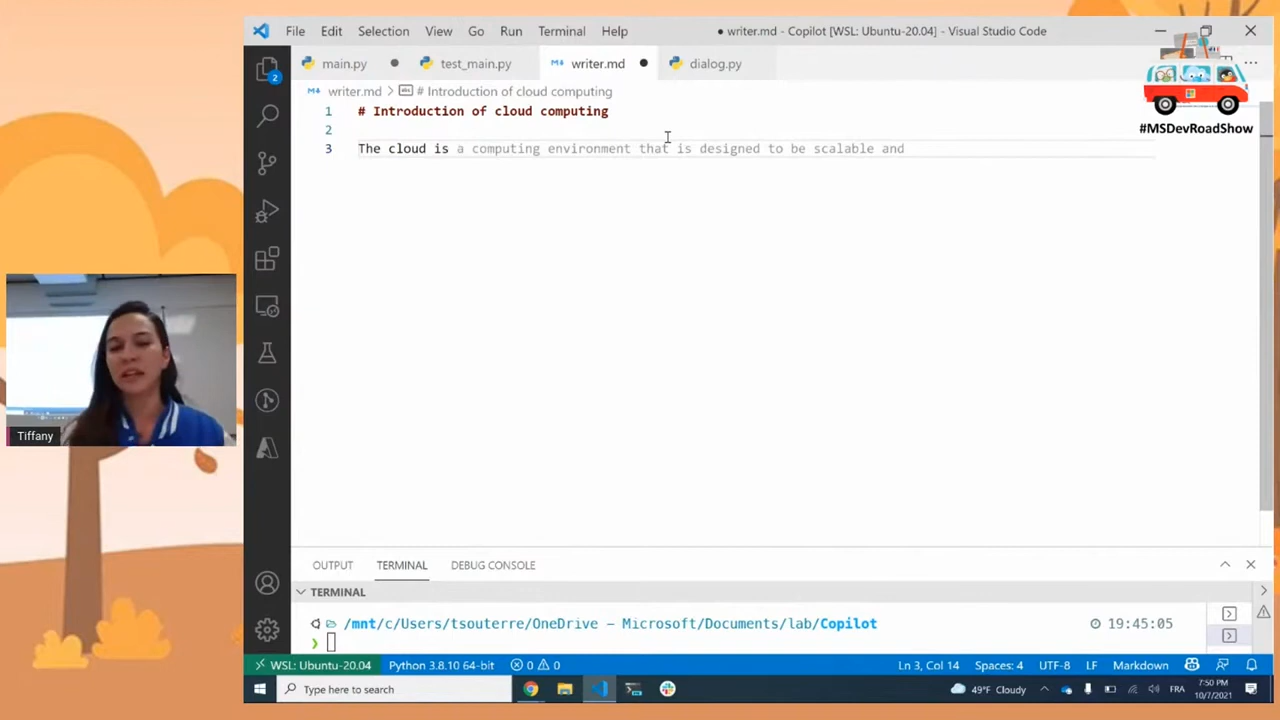 File Edit Selection View Go Run Terminal Help
● writer.md - Copilot [WSL: Ubuntu-20.04] - Visual Studio Code
main.py
test_main.py
writer.md
dialog.py
#MSDevRoadShow
writer.md > # Introduction of cloud computing
1 # Introduction of cloud computing
2
3 The cloud is a computing environment that is designed to be scalable and
2
Tiffany
OUTPUT TERMINAL DEBUG CONSOLE
TERMINAL
/mnt/c/Users/tsouterre/OneDrive – Microsoft/Documents/lab/Copilot
19:45:05
❯
WSL: Ubuntu-20.04 Python 3.8.10 64-bit 0 0 Ln 3, Col 14 Spaces: 4 UTF-8 LF Markdown
Type here to search
49°F Cloudy
FRA
7:50 PM
10/7/2021